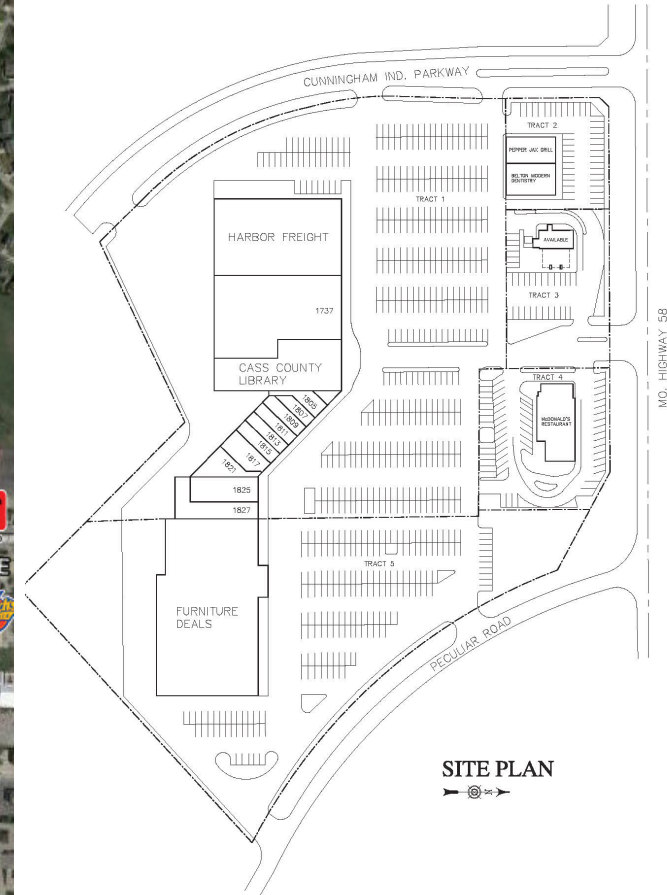 CUNNINGHAM IND. PARKWAY
TRACT 2
PEPPER JAX GRILL
BELTON MODERN
DENTISTRY
TRACT 1
HARBOR FREIGHT
AVAILABLE
TRACT 3
1737
MO. HIGHWAY 58
CASS COUNTY
LIBRARY
TRACT 4
McDONALD'S
RESTAURANT
1805
1807
1809
1811
1813
1815
1817
1821
1825
1827
TRACT 5
FURNITURE
DEALS
PECULIAR ROAD
SITE PLAN